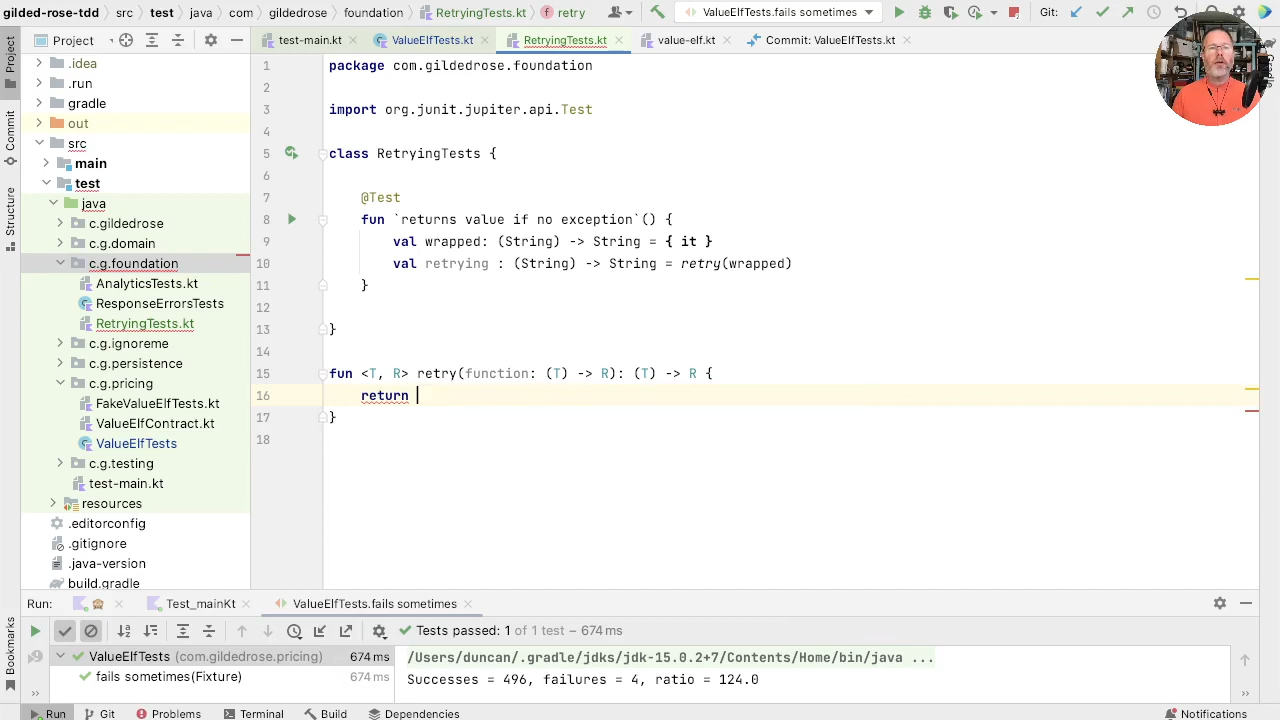 gilded-rose-tdd
src
test
java
com
gildedrose
foundation
RetryingTests.kt
retry
ValueElfTests.fails sometimes
Git:
Project
Commit
Structure
Bookmarks
Project
test-main.kt
ValueElfTests.kt
RetryingTests.kt
value-elf.kt
Commit: ValueElfTests.kt
.idea
.run
gradle
out
src
main
test
java
c.g.gildedrose
c.g.domain
c.g.foundation
AnalyticsTests.kt
ResponseErrorsTests
RetryingTests.kt
c.g.ignoreme
c.g.persistence
c.g.pricing
FakeValueElfTests.kt
ValueElfContract.kt
ValueElfTests
c.g.testing
test-main.kt
resources
.editorconfig
.gitignore
.java-version
build.gradle
1 package com.gildedrose.foundation
2
3 import org.junit.jupiter.api.Test
4
5 class RetryingTests {
6
7 @Test
8 fun `returns value if no exception`() {
9 val wrapped: (String) -> String = { it }
10 val retrying : (String) -> String = retry(wrapped)
11 }
12
13 }
14
15 fun <T, R> retry(function: (T) -> R): (T) -> R {
16 return
17 }
18
Run:
Test_mainKt
ValueElfTests.fails sometimes
Tests passed: 1 of 1 test – 674 ms
ValueElfTests (com.gildedrose.pricing) 674 ms
fails sometimes(Fixture) 674 ms
/Users/duncan/.gradle/jdks/jdk-15.0.2+7/Contents/Home/bin/java ...
Successes = 496, failures = 4, ratio = 124.0
Run
Git
Problems
Terminal
Build
Dependencies
Notifications